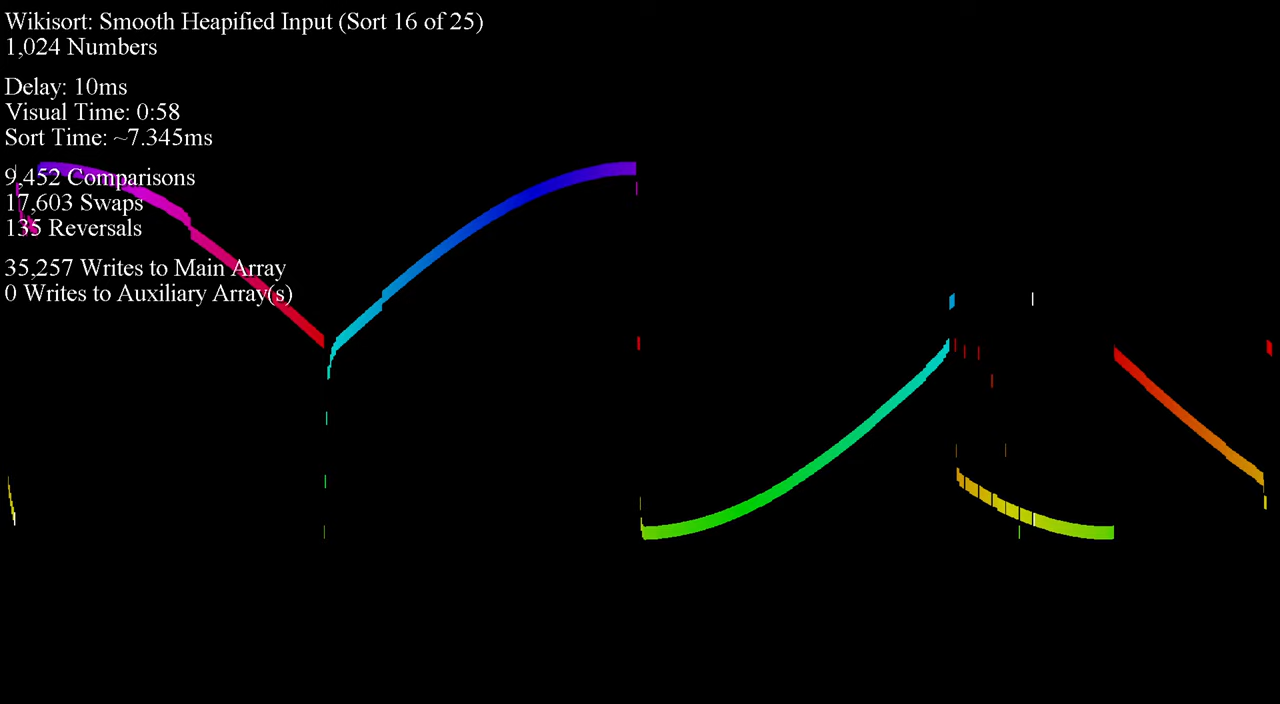 Wikisort: Smooth Heapified Input (Sort 16 of 25)
1,024 Numbers
Delay: 10ms
Visual Time: 0:58
Sort Time: ~7.345ms
9,452 Comparisons
17,603 Swaps
135 Reversals
35,257 Writes to Main Array
0 Writes to Auxiliary Array(s)